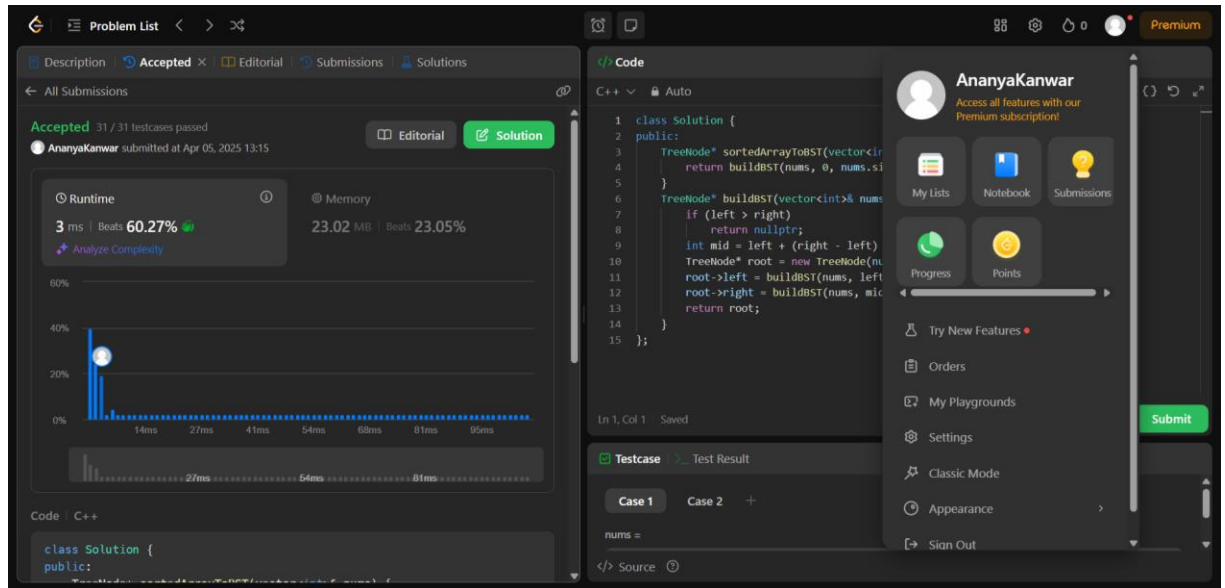 Problem List
0
Premium
Description
Accepted
Editorial
Submissions
Solutions
All Submissions
Accepted 31 / 31 testcases passed
AnanyaKanwar submitted at Apr 05, 2025 13:15
Editorial
Solution
Runtime
3 ms | Beats 60.27%
Analyze Complexity
Memory
23.02 MB | Beats 23.05%
60%
40%
20%
0%
14ms 27ms 41ms 54ms 68ms 81ms 95ms
27ms 54ms 81ms
Code | C++
class Solution {
public:
</> Code
C++ Auto
1 class Solution {
2 public:
3 TreeNode* sortedArrayToBST(vector<in
4 return buildBST(nums, 0, nums.si
5 }
6 TreeNode* buildBST(vector<int>& nums
7 if (left > right)
8 return nullptr;
9 int mid = left + (right - left)
10 TreeNode* root = new TreeNode(nu
11 root->left = buildBST(nums, left
12 root->right = buildBST(nums, mid
13 return root;
14 }
15 };
Ln 1, Col 1 Saved
Submit
Testcase
Test Result
Case 1 Case 2 +
nums =
</> Source
AnanyaKanwar
Access all features with our
Premium subscription!
My Lists
Notebook
Submissions
Progress
Points
Try New Features
Orders
My Playgrounds
Settings
Classic Mode
Appearance
Sign Out